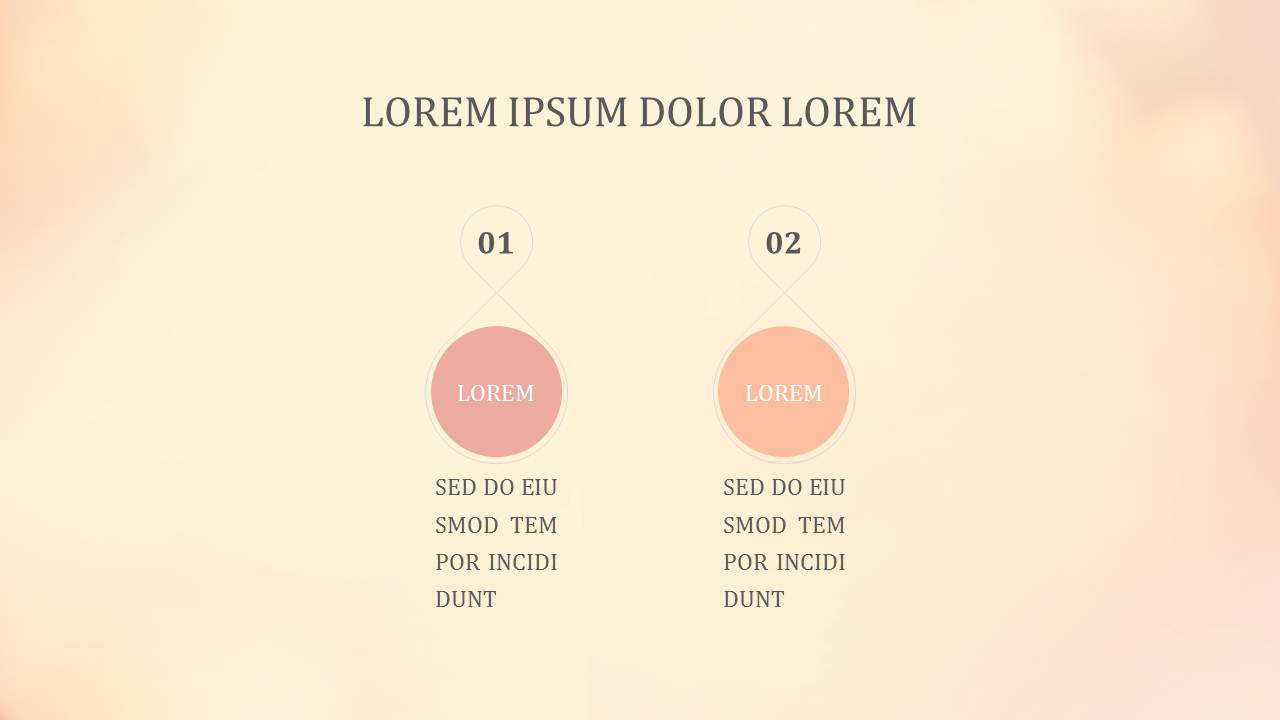 LOREM IPSUM DOLOR LOREM
01
LOREM
SED DO EIU
SMOD TEM
POR INCIDI
DUNT
02
LOREM
SED DO EIU
SMOD TEM
POR INCIDI
DUNT